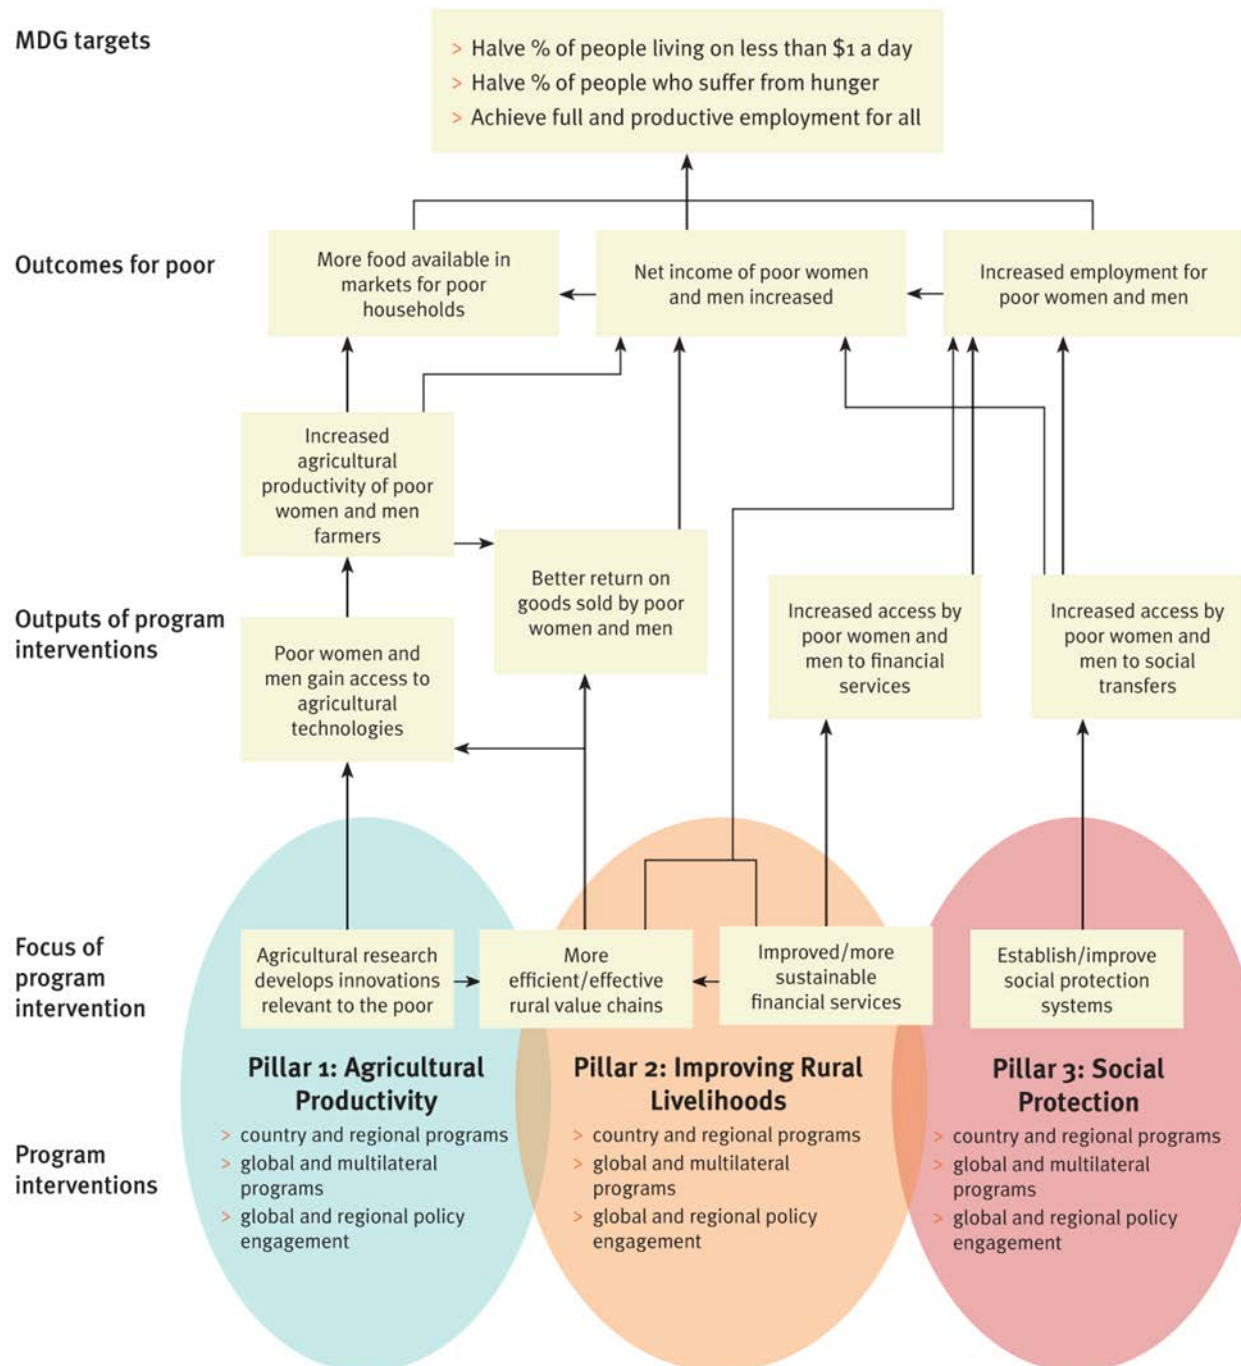 MDG targets
> Halve % of people living on less than $1 a day
> Halve % of people who suffer from hunger
> Achieve full and productive employment for all
Outcomes for poor
More food available in
markets for poor
households
Net income of poor women
and men increased
Increased employment for
poor women and men
Increased
agricultural
productivity of poor
women and men
farmers
Outputs of program
interventions
Better return on
goods sold by poor
women and men
Increased access by
poor women and
men to financial
services
Increased access by
poor women and
men to social
transfers
Poor women and
men gain access to
agricultural
technologies
Focus of
program
intervention
Agricultural research
develops innovations
relevant to the poor
More
efficient/effective
rural value chains
Improved/more
sustainable
financial services
Establish/improve
social protection
systems
Program
interventions
Pillar 1: Agricultural
Productivity
> country and regional programs
> global and multilateral
programs
> global and regional policy
engagement
Pillar 2: Improving Rural
Livelihoods
> country and regional programs
> global and multilateral
programs
> global and regional policy
engagement
Pillar 3: Social
Protection
> country and regional programs
> global and multilateral
programs
> global and regional policy
engagement